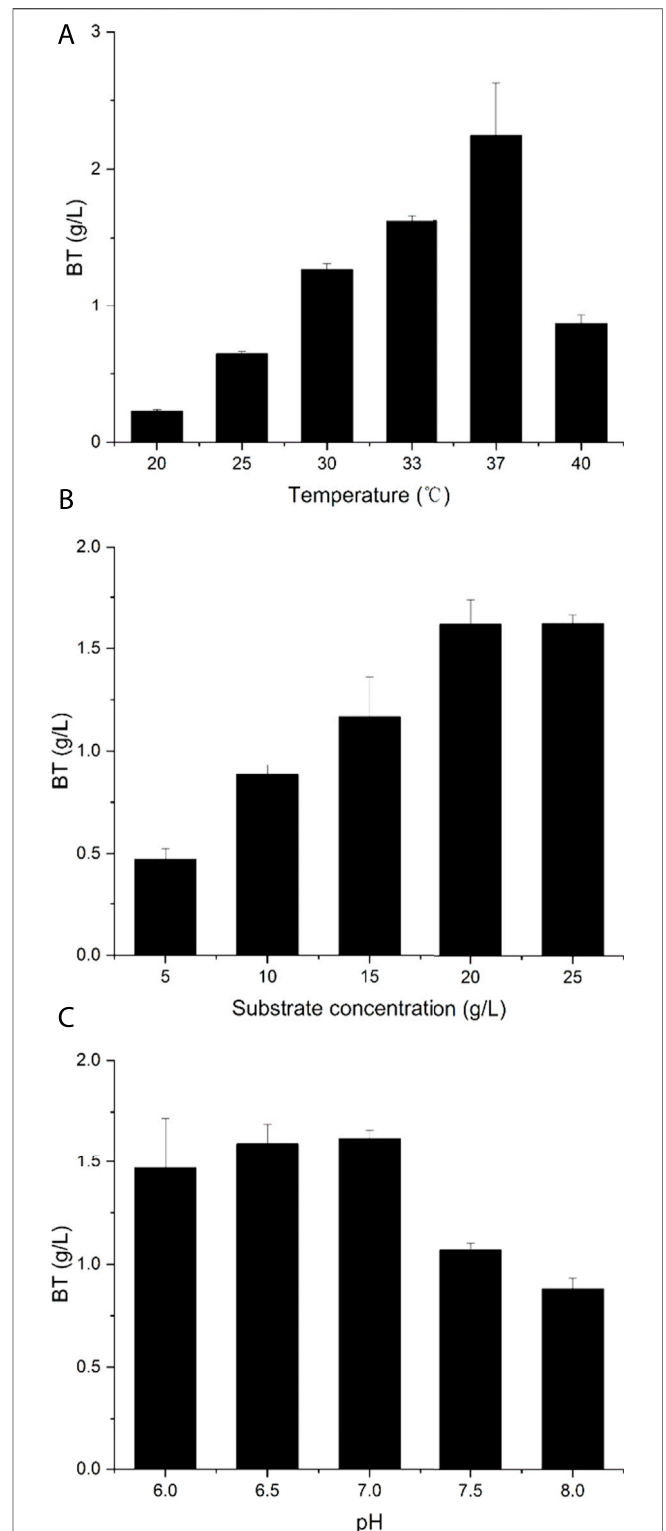 A
3
2
1
0
BT (g/L)
20 25 30 33 37 40
Temperature (℃)
B
2.0
1.5
1.0
0.5
0.0
BT (g/L)
5 10 15 20 25
Substrate concentration (g/L)
C
2.0
1.5
1.0
0.5
0.0
BT (g/L)
6.0 6.5 7.0 7.5 8.0
pH